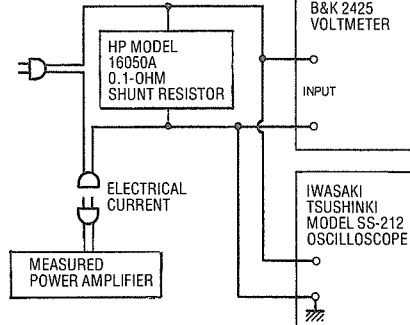 B&K 2425
VOLTMETER
HP MODEL
16050A
0.1-OHM
SHUNT RESISTOR
INPUT
ELECTRICAL
CURRENT
IWASAKI
TSUSHINKI
MODEL SS-212
OSCILLOSCOPE
MEASURED
POWER AMPLIFIER